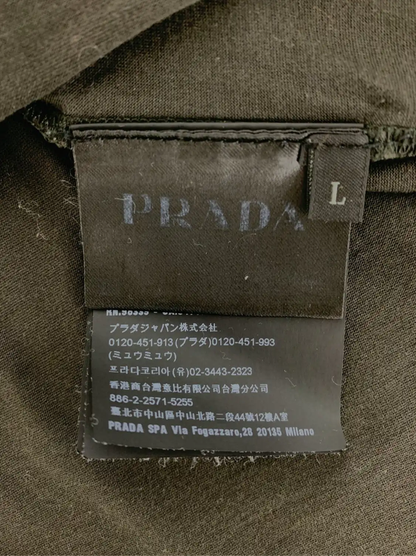 PRADA
L
プラダジャパン株式会社
0120-451-913(プラダ)0120-451-993
(ミュウミュウ)
프라다코리아(유)02-3443-2323
香港商台灣普比有限公司台灣分公司
886-2-2571-5255
臺北市中山區中山北路二段44號12樓A室
PRADA SPA Via Fogazzaro,28 20135 Milano